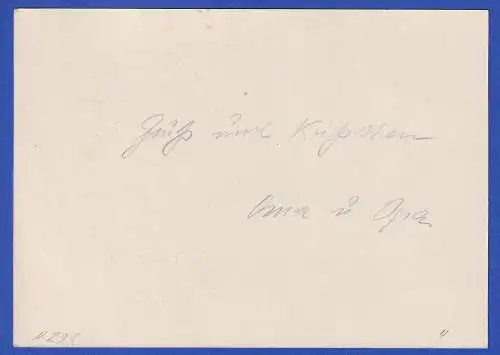 Gruß und Küßchen
Oma u Opa